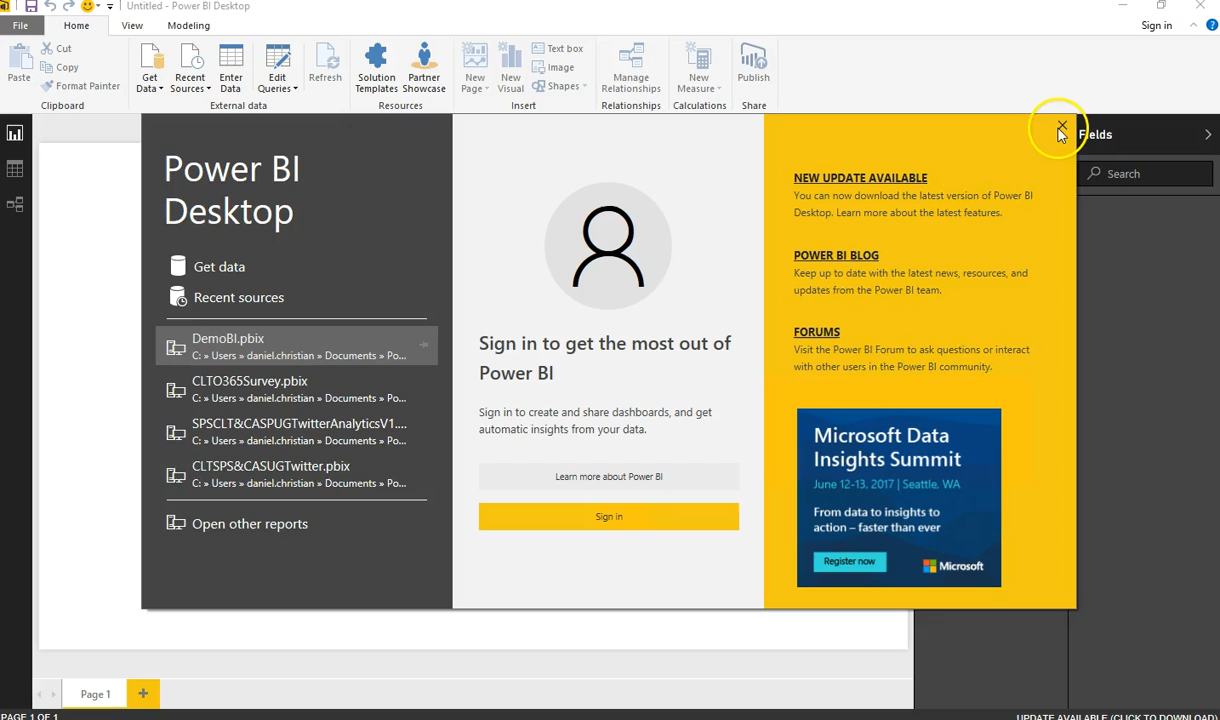 Untitled - Power BI Desktop
File
Home
View
Modeling
Sign in
Paste
Cut
Copy
Format Painter
Clipboard
Get
Data
Recent
Sources
Enter
Data
Edit
Queries
External data
Refresh
Solution
Templates
Partner
Showcase
Resources
New
Page
New
Visual
Text box
Image
Shapes
Insert
Manage
Relationships
Relationships
New
Measure
Calculations
Publish
Share
Power BI
Desktop
Get data
Recent sources
DemoBI.pbix
C: » Users » daniel.christian » Documents » Po...
CLTO365Survey.pbix
C: » Users » daniel.christian » Documents » Po...
SPSCLT&CASPUGTwitterAnalyticsV1....
C: » Users » daniel.christian » Documents » Po...
CLTSPS&CASUGTwitter.pbix
C: » Users » daniel.christian » Documents » Po...
Open other reports
Sign in to get the most out of
Power BI
Sign in to create and share dashboards, and get
automatic insights from your data.
Learn more about Power BI
Sign in
NEW UPDATE AVAILABLE
You can now download the latest version of Power BI
Desktop. Learn more about the latest features.
POWER BI BLOG
Keep up to date with the latest news, resources, and
updates from the Power BI team.
FORUMS
Visit the Power BI Forum to ask questions or interact
with other users in the Power BI community.
Microsoft Data
Insights Summit
June 12-13, 2017 | Seattle, WA
From data to insights to
action – faster than ever
Register now
Microsoft
Fields
Search
Page 1
PAGE 1 OF 1
UPDATE AVAILABLE (CLICK TO DOWNLOAD)